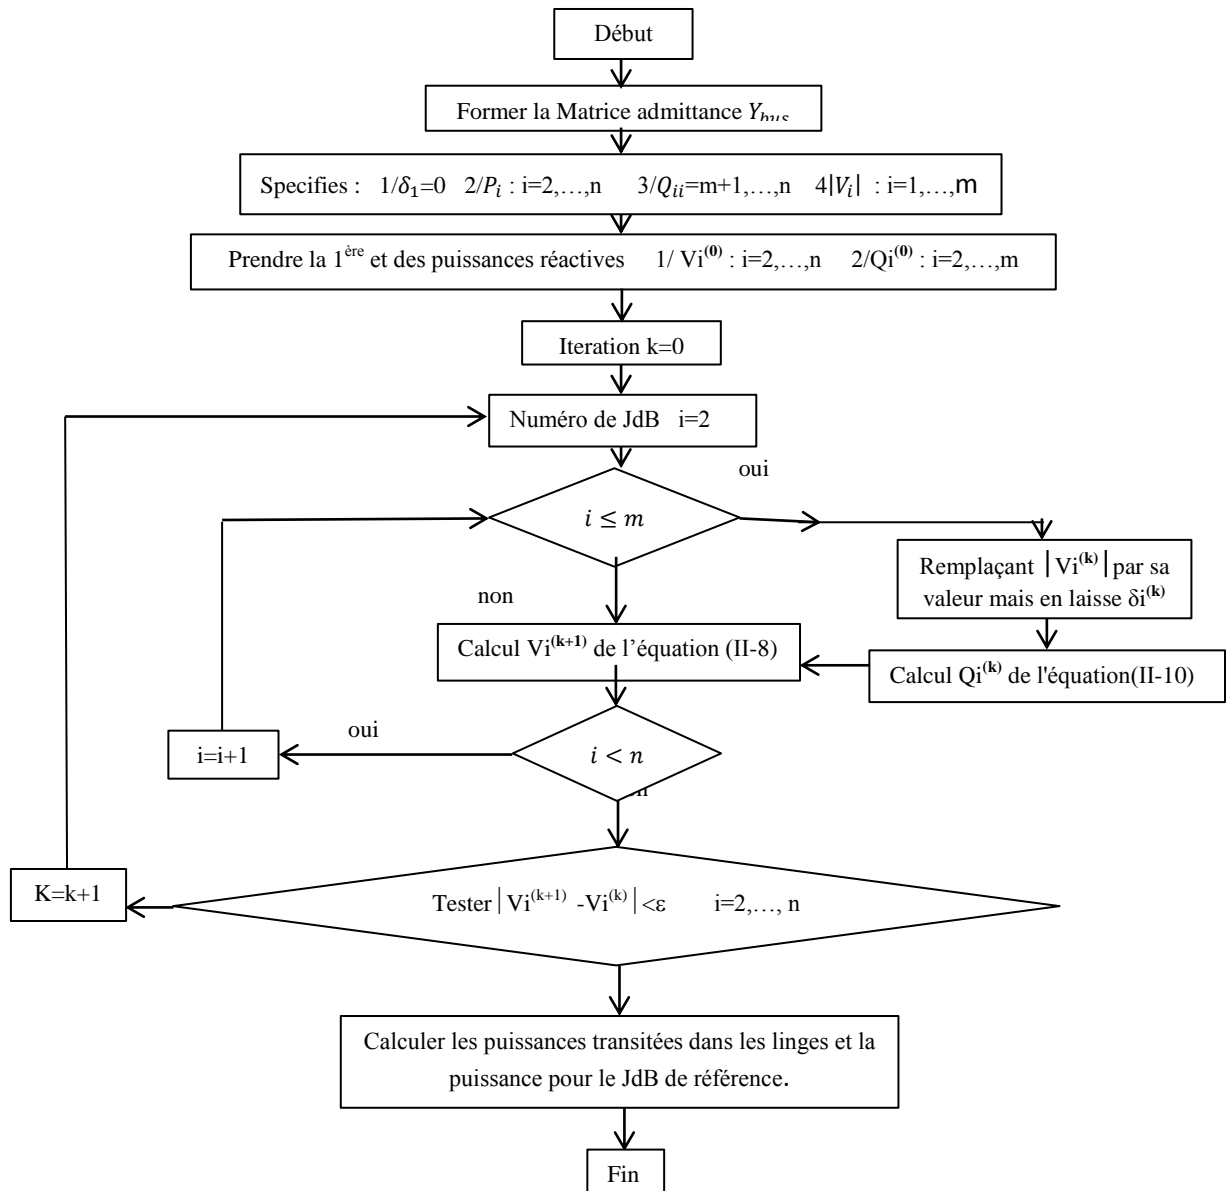 Début
Former la Matrice admittance Y_bus
Specifies : 1/δ₁=0 2/Pᵢ : i=2,…,n 3/Qᵢᵢ=m+1,…,n 4|Vᵢ| : i=1,…,m
Prendre la 1ère et des puissances réactives 1/ Vi⁽⁰⁾ : i=2,…,n 2/Qi⁽⁰⁾ : i=2,…,m
Iteration k=0
Numéro de JdB i=2
oui
i ≤ m
Remplaçant |Vi⁽ᵏ⁾| par sa
valeur mais en laisse δi⁽ᵏ⁾
non
Calcul Vi⁽ᵏ⁺¹⁾ de l’équation (II-8)
Calcul Qi⁽ᵏ⁾ de l'équation(II-10)
oui
i=i+1
i < n
K=k+1
Tester |Vi⁽ᵏ⁺¹⁾ -Vi⁽ᵏ⁾| <ε i=2,…, n
Calculer les puissances transitées dans les linges et la
puissance pour le JdB de référence.
Fin